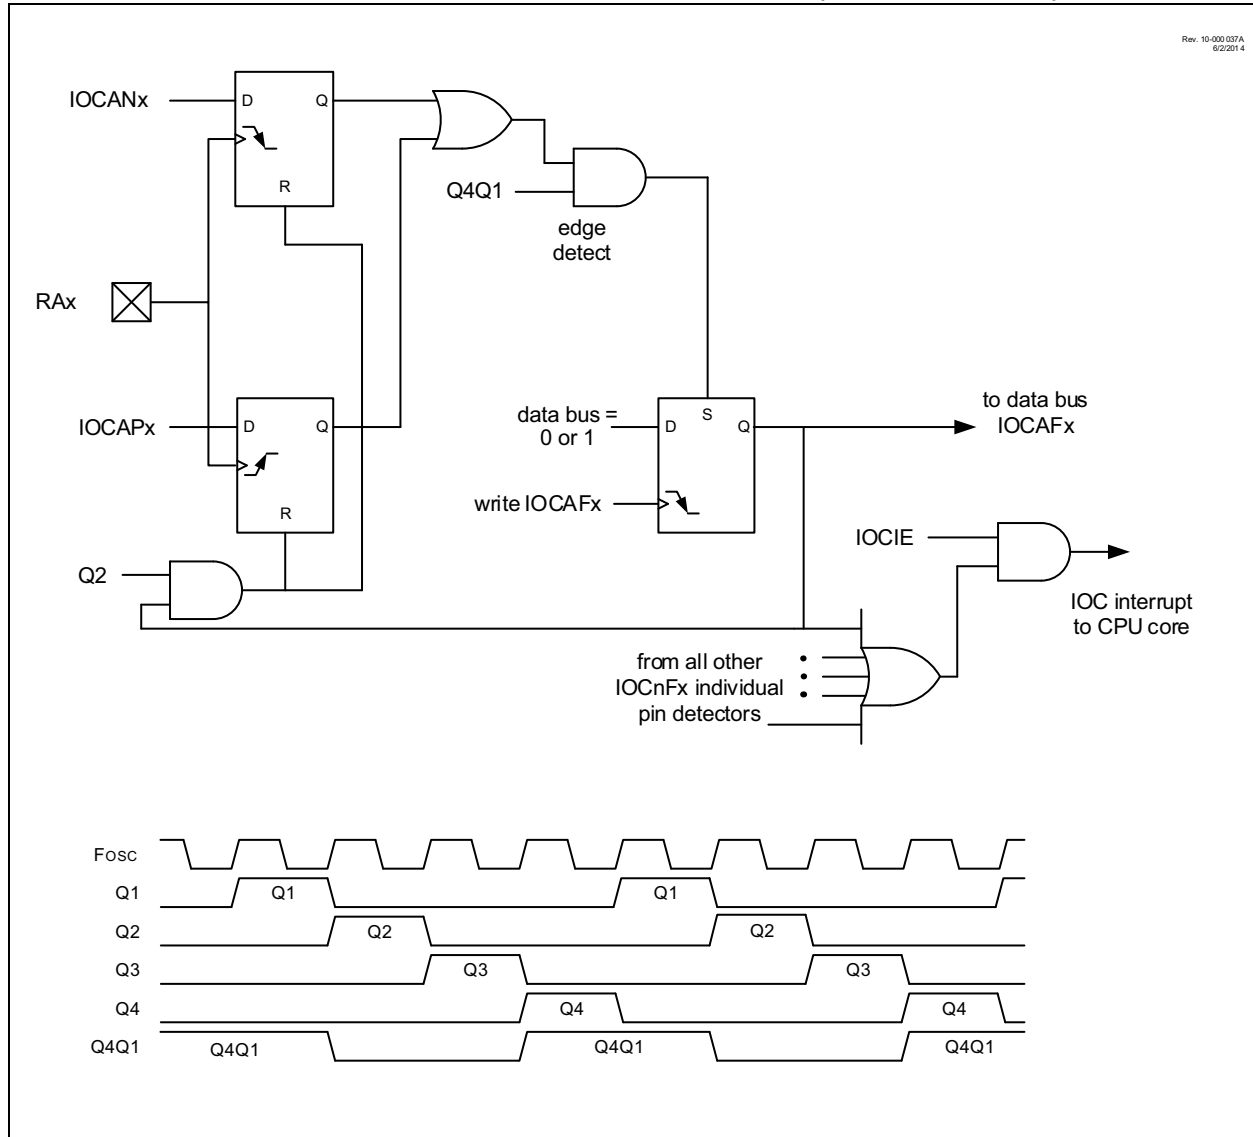 Rev. 10-000 037A
6/2/201 4
IOCANx
D
Q
R
Q4Q1
edge
detect
RAx
IOCAPx
D
Q
R
data bus =
0 or 1
D
S
Q
to data bus
IOCAFx
write IOCAFx
IOCIE
Q2
IOC interrupt
to CPU core
from all other
IOCnFx individual
pin detectors
FOSC
Q1
Q1
Q1
Q2
Q2
Q2
Q3
Q3
Q3
Q4
Q4
Q4
Q4Q1
Q4Q1
Q4Q1
Q4Q1